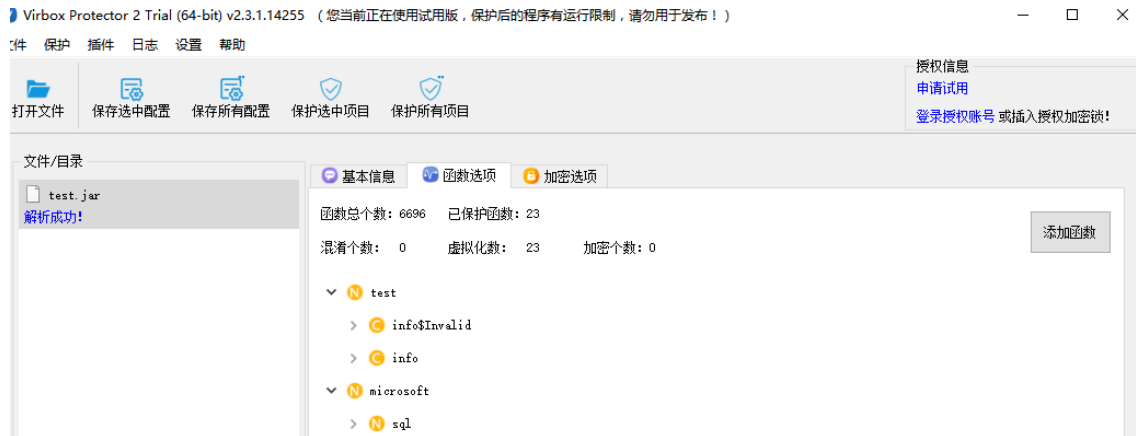 Virbox Protector 2 Trial (64-bit) v2.3.1.14255 （您当前正在使用试用版，保护后的程序有运行限制，请勿用于发布！）
件 保护 插件 日志 设置 帮助
打开文件 保存选中配置 保存所有配置 保护选中项目 保护所有项目
授权信息
申请试用
登录授权账号 或插入授权加密锁!
文件/目录
test.jar
解析成功!
基本信息 函数选项 加密选项
函数总个数: 6696 已保护函数: 23
混淆个数: 0 虚拟化数: 23 加密个数: 0
添加函数
N test
C info$Invalid
C info
N microsoft
N sql